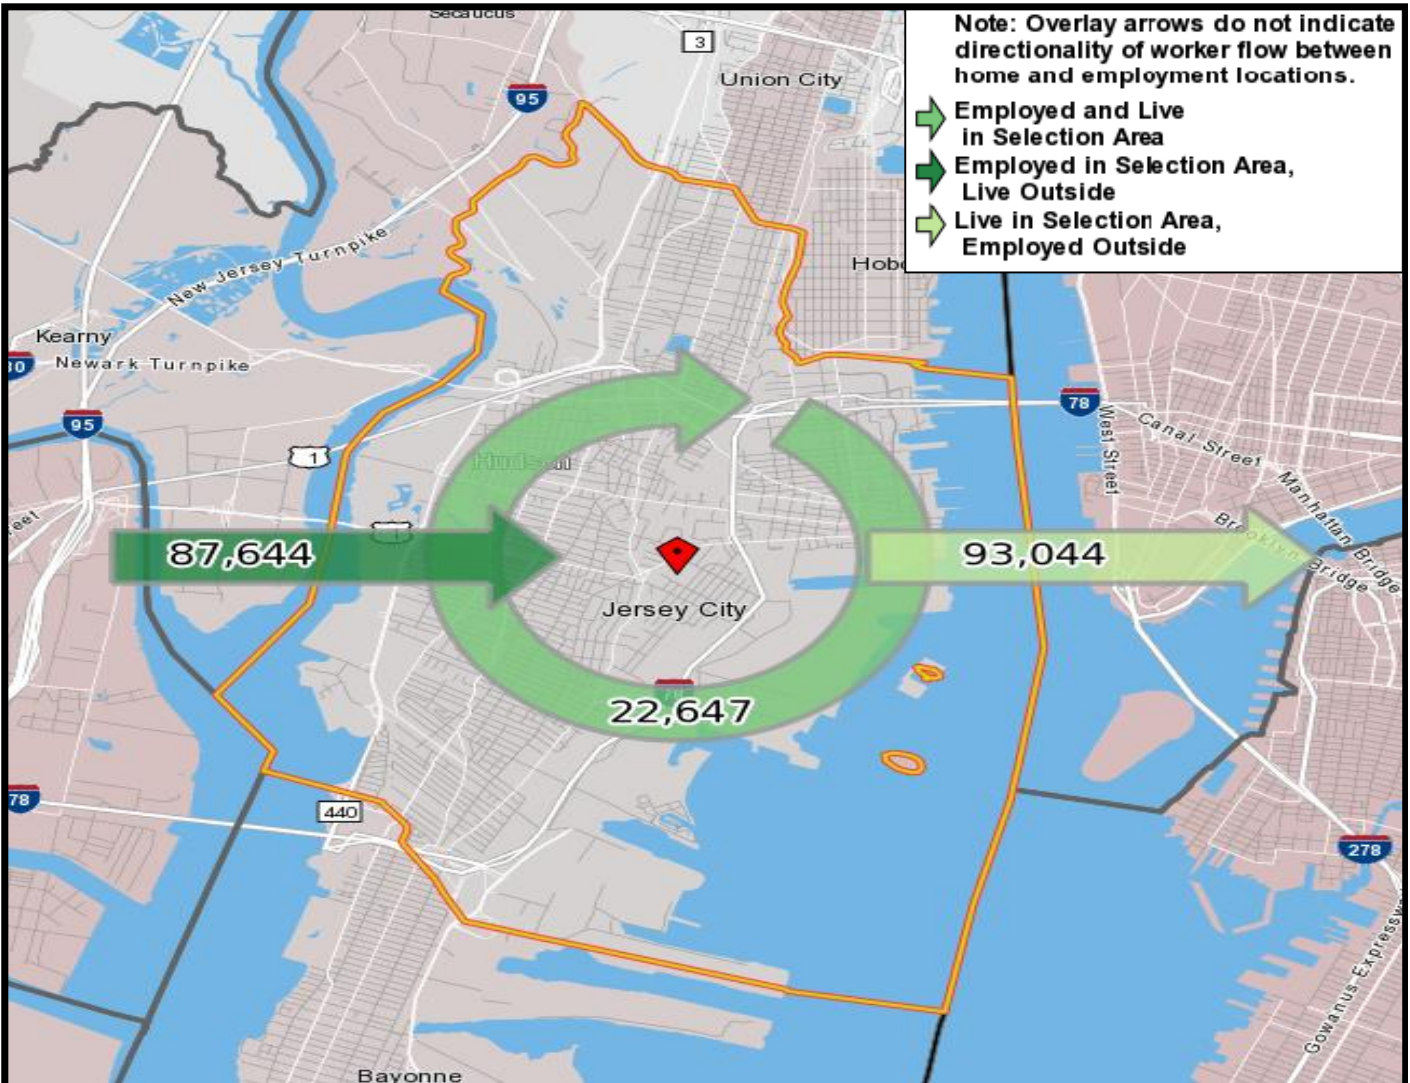 Secaucus
3
Union City
95
Note: Overlay arrows do not indicate
directionality of worker flow between
home and employment locations.
Employed and Live
in Selection Area
Employed in Selection Area,
Live Outside
Live in Selection Area,
Employed Outside
New Jersey Turnpike
Hobo
Kearny
Newark Turnpike
95
78
West Street
Canal Street
1
Hudson
Manhattan Bridge
Brooklyn Bridge
87,644
93,044
Jersey City
22,647
78
440
278
Gowanus Expressw
Bayonne